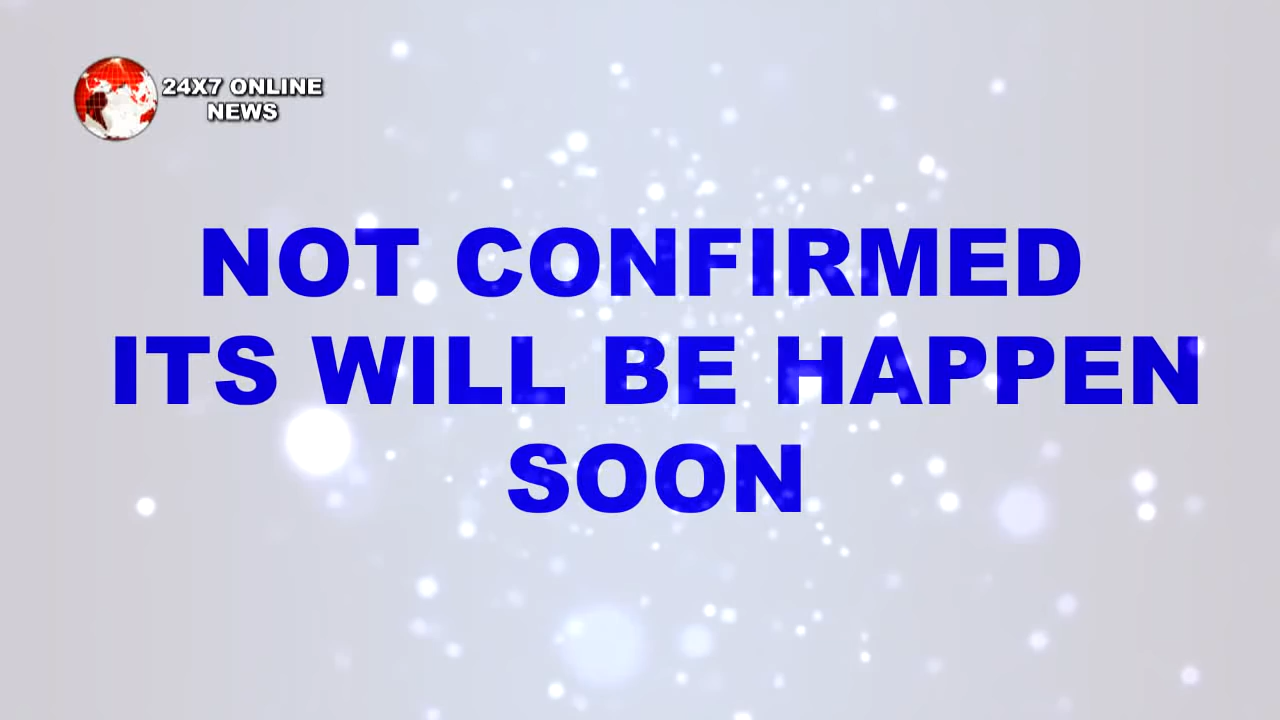 24X7 ONLINE
NEWS
NOT CONFIRMED
ITS WILL BE HAPPEN
SOON